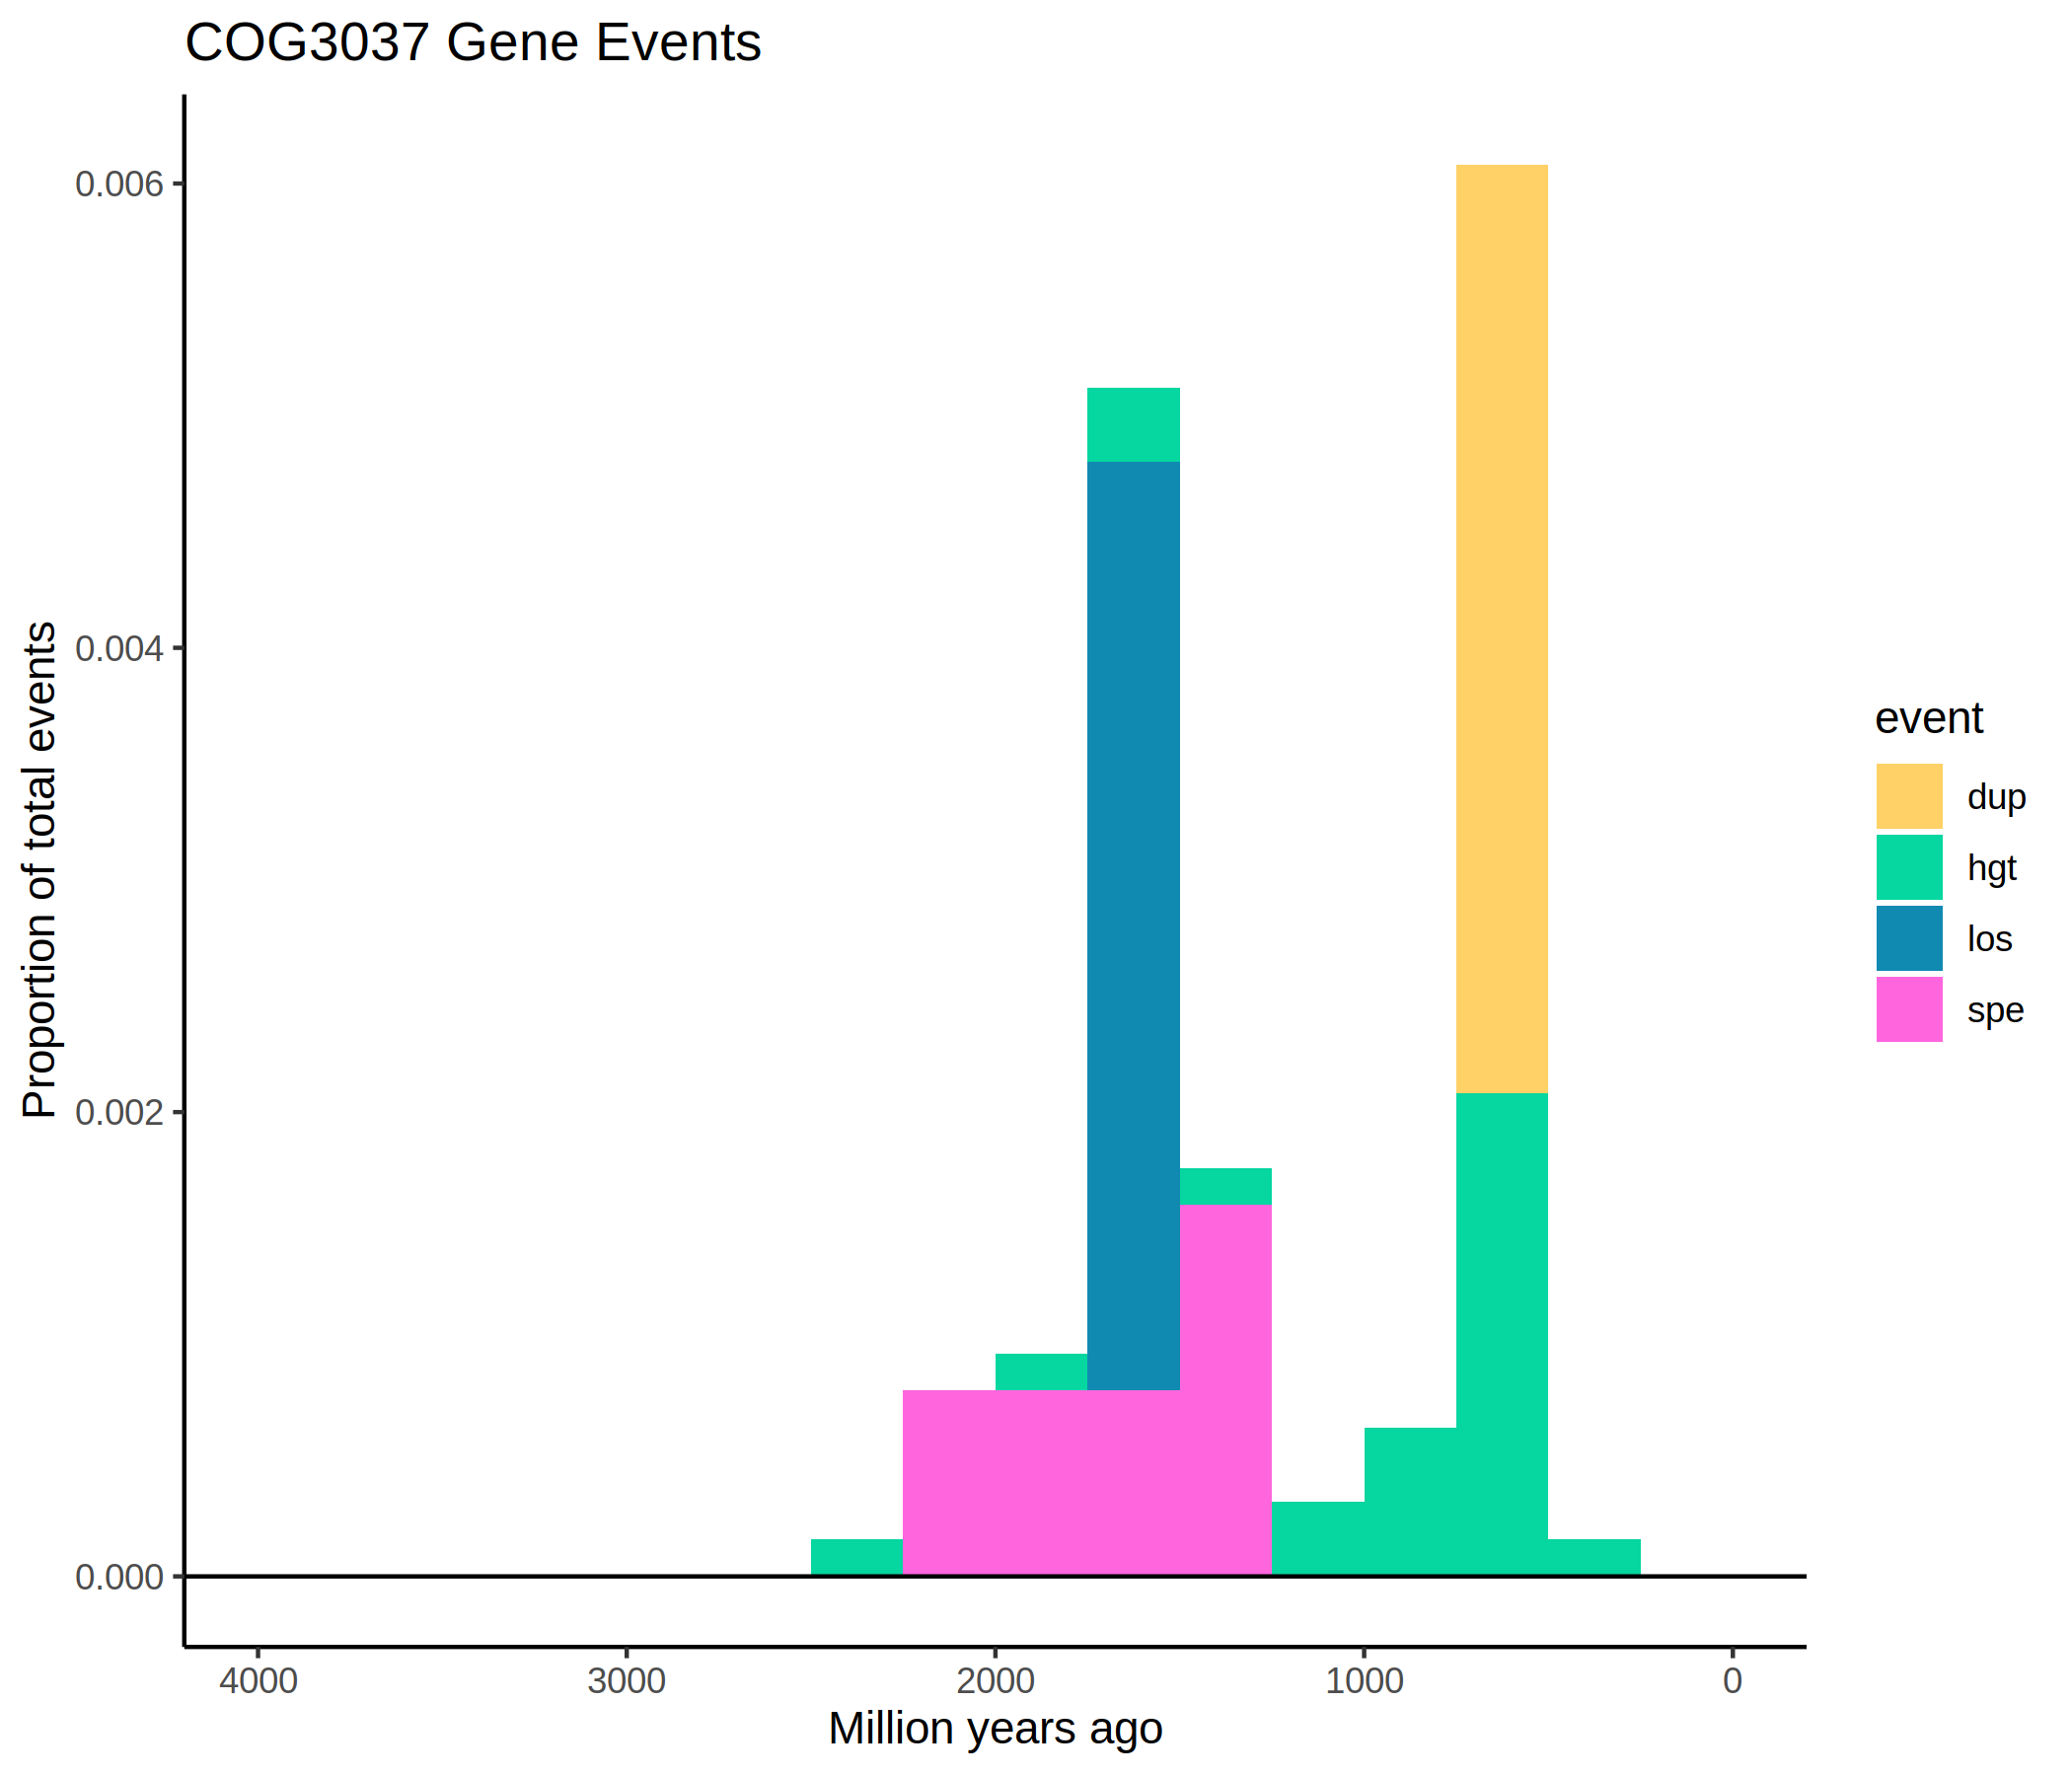 COG3037 Gene Events
Proportion of total events
0.006
0.004
0.002
0.000
4000 3000 2000 1000 0
Million years ago
event
dup
hgt
los
spe